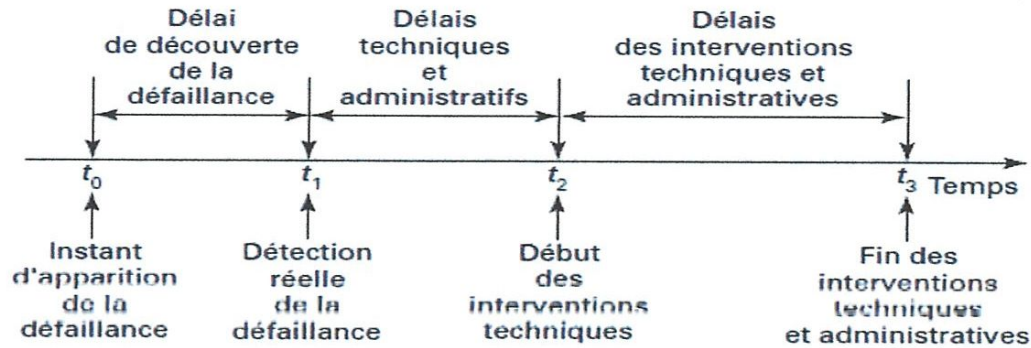 Délai
de découverte
de la
défaillance
Délais
techniques
et
administratifs
Délais
des interventions
techniques et
administratives
t0
t1
t2
t3 Temps
Instant
d'apparition
de la
défaillance
Détection
réelle
de la
défaillance
Début
des
interventions
techniques
Fin des
interventions
techniques
et administratives